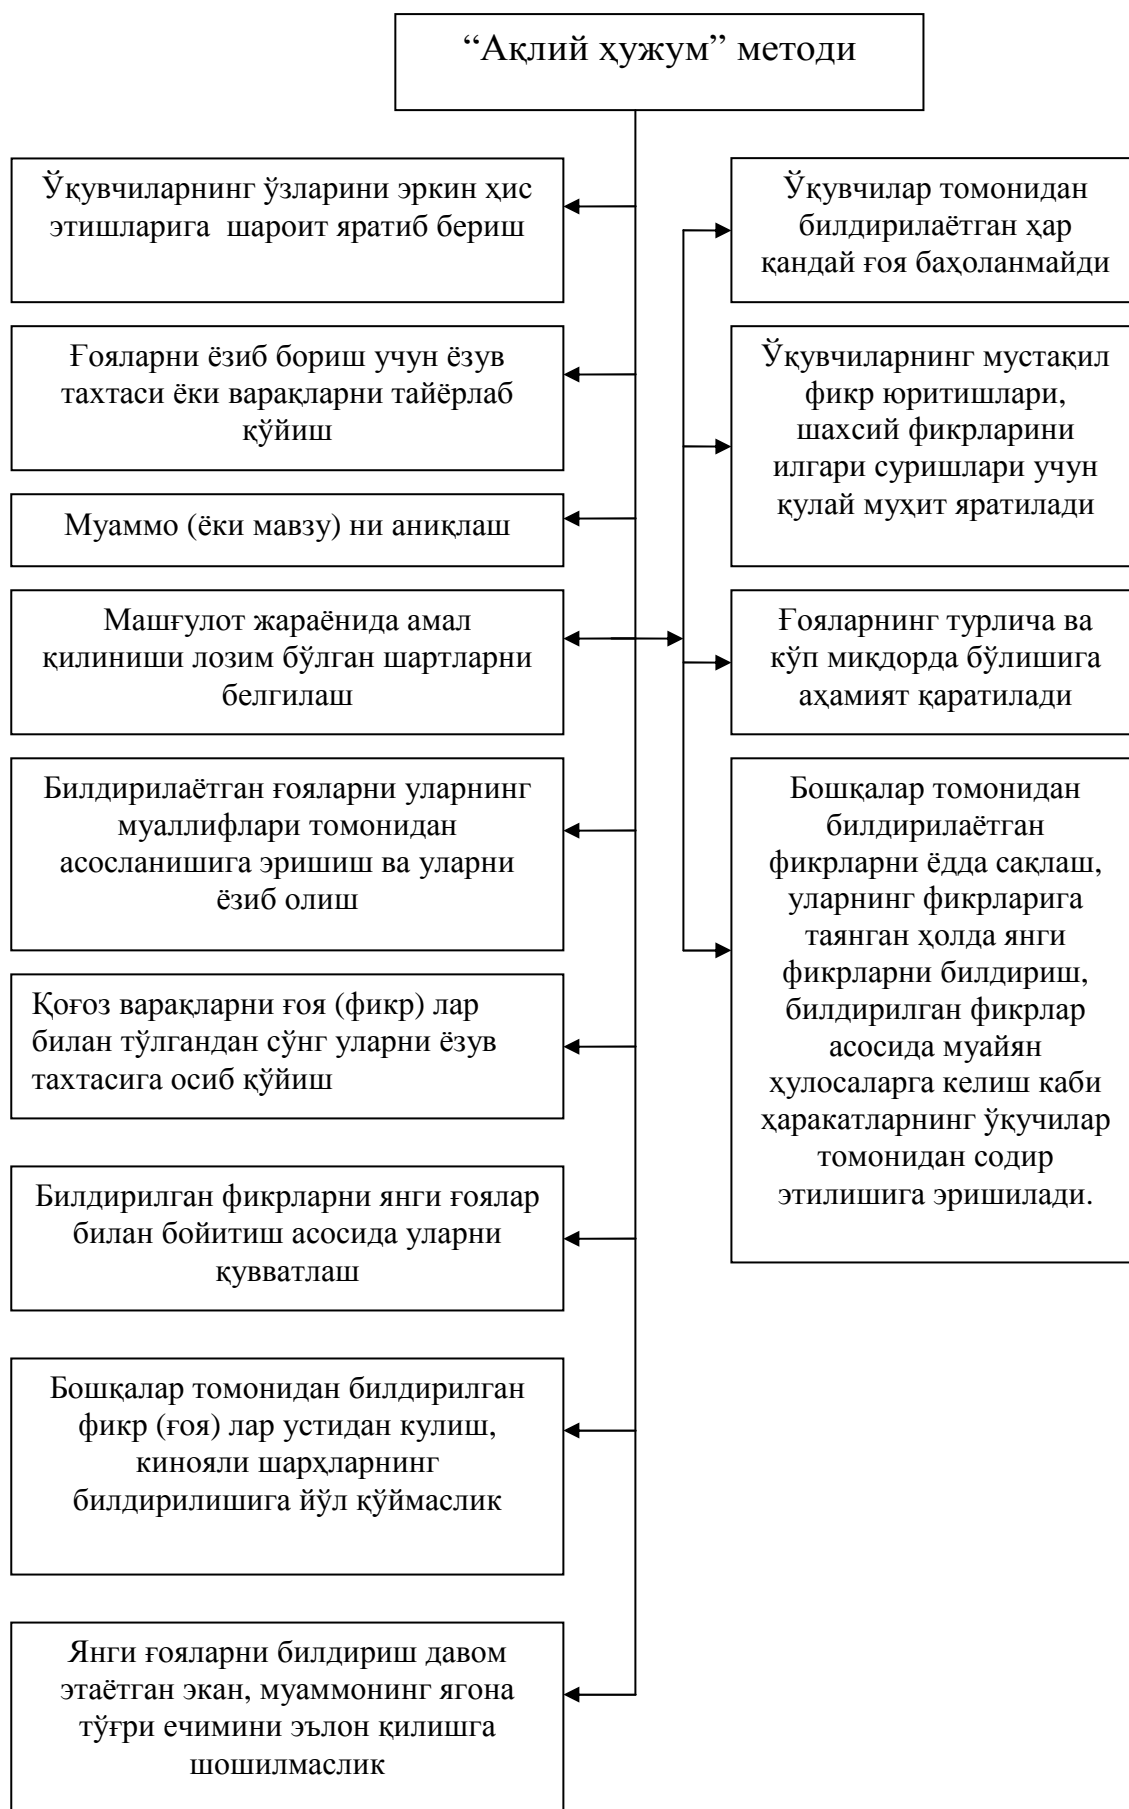 “Ақлий ҳужум” методи
Ўқувчиларнинг ўзларини эркин ҳис
этишларига шароит яратиб бериш
Ғояларни ёзиб бориш учун ёзув
тахтаси ёки варақларни тайёрлаб
қўйиш
Муаммо (ёки мавзу) ни аниқлаш
Машғулот жараёнида амал
қилиниши лозим бўлган шартларни
белгилаш
Билдирилаётган ғояларни уларнинг
муаллифлари томонидан
асосланишига эришиш ва уларни
ёзиб олиш
Қоғоз варақларни ғоя (фикр) лар
билан тўлгандан сўнг уларни ёзув
тахтасига осиб қўйиш
Билдирилган фикрларни янги ғоялар
билан бойитиш асосида уларни
қувватлаш
Бошқалар томонидан билдирилган
фикр (ғоя) лар устидан кулиш,
кинояли шарҳларнинг
билдирилишига йўл қўймаслик
Янги ғояларни билдириш давом
этаётган экан, муаммонинг ягона
тўғри ечимини эълон қилишга
шошилмаслик
Ўқувчилар томонидан
билдирилаётган ҳар
қандай ғоя баҳоланмайди
Ўқувчиларнинг мустақил
фикр юритишлари,
шахсий фикрларини
илгари суришлари учун
қулай муҳит яратилади
Ғояларнинг турлича ва
кўп миқдорда бўлишига
аҳамият қаратилади
Бошқалар томонидан
билдирилаётган
фикрларни ёдда сақлаш,
уларнинг фикрларига
таянган ҳолда янги
фикрларни билдириш,
билдирилган фикрлар
асосида муайян
ҳулосаларга келиш каби
ҳаракатларнинг ўқучилар
томонидан содир
этилишига эришилади.